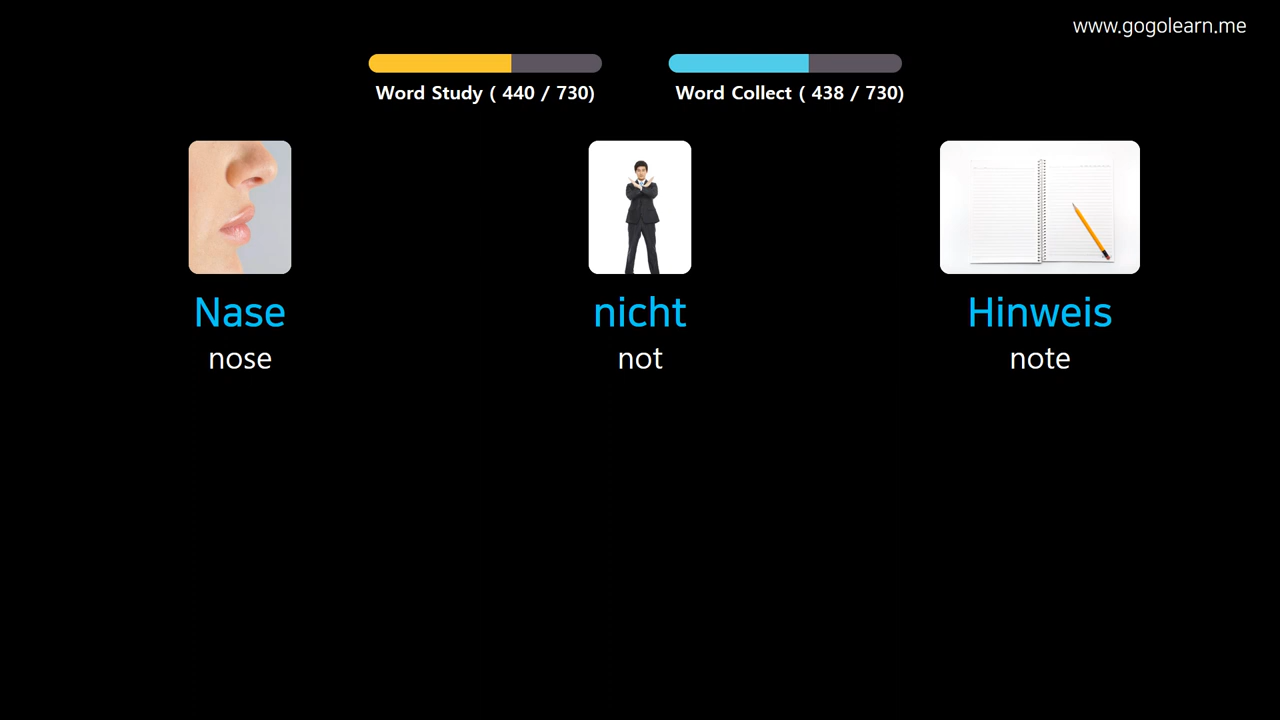 www.gogolearn.me
Word Study ( 440 / 730)
Word Collect ( 438 / 730)
Nase
nose
nicht
not
Hinweis
note